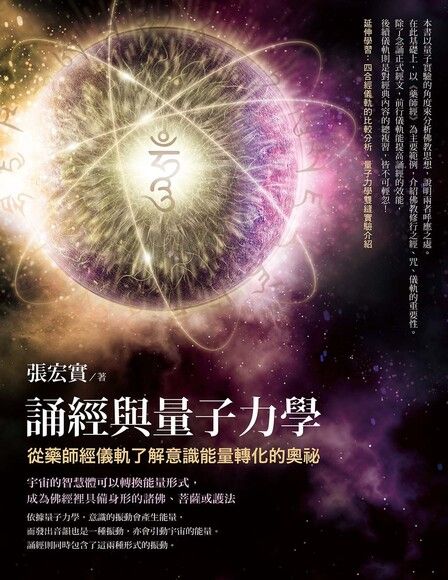 本書以量子實驗的角度來分析佛教思想，說明兩者呼應之處。
在此基礎上，以《藥師經》為主要範例，介紹佛教修行之經、咒、儀軌的重要性。
除了念誦正式經文，前行儀軌能提高誦經的效能，
後續儀軌則是對經典內容的總複習，皆不可輕忽！
延伸學習：四合經儀軌的比較分析、量子力學雙縫實驗介紹
張宏實／著
誦經與量子力學
從藥師經儀軌了解意識能量轉化的奧祕
宇宙的智慧體可以轉換能量形式，
成為佛經裡具備身形的諸佛、菩薩或護法
依據量子力學，意識的振動會產生能量，
而發出音韻也是一種振動，亦會引動宇宙的能量。
誦經則同時包含了這兩種形式的振動。